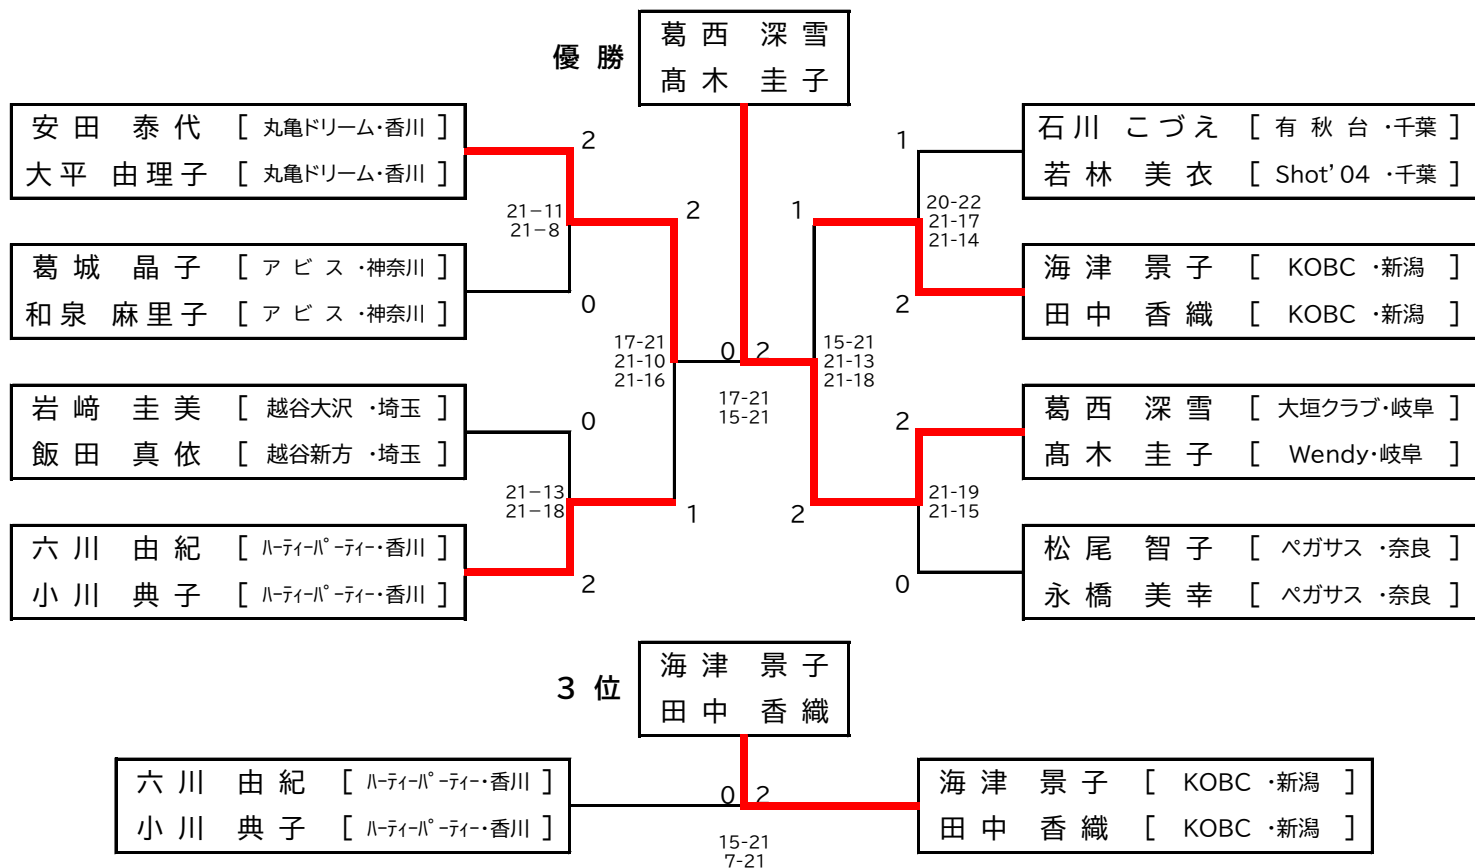 優 勝
葛 西 深 雪
髙 木 圭 子
安 田 泰 代 [ 丸亀ドリーム・香川 ]
大 平 由理子 [ 丸亀ドリーム・香川 ]
2
21－11
21－8
葛 城 晶 子 [ ア ビ ス ・神奈川 ]
和 泉 麻里子 [ ア ビ ス ・神奈川 ]
0
2
17-21
21-10
21-16
岩 﨑 圭 美 [ 越谷大沢 ・埼玉 ]
飯 田 真 依 [ 越谷新方 ・埼玉 ]
0
21－13
21－18
1
六 川 由 紀 [ ﾊｰﾃｨｰﾊﾟｰﾃｨｰ・香川 ]
小 川 典 子 [ ﾊｰﾃｨｰﾊﾟｰﾃｨｰ・香川 ]
2
0 2
17-21
15-21
石 川 こづえ [ 有 秋 台 ・千葉 ]
若 林 美 衣 [ Shot’04 ・千葉 ]
1
20-22
21-17
21-14
1
海 津 景 子 [ KOBC ・新潟 ]
田 中 香 織 [ KOBC ・新潟 ]
2
15-21
21-13
21-18
葛 西 深 雪 [ 大垣クラブ・岐阜 ]
髙 木 圭 子 [ Wendy・岐阜 ]
2
21-19
21-15
2
松 尾 智 子 [ ペガサス ・奈良 ]
永 橋 美 幸 [ ペガサス ・奈良 ]
0
３ 位
海 津 景 子
田 中 香 織
六 川 由 紀 [ ﾊｰﾃｨｰﾊﾟｰﾃｨｰ・香川 ]
小 川 典 子 [ ﾊｰﾃｨｰﾊﾟｰﾃｨｰ・香川 ]
0 2
15-21
7-21
海 津 景 子 [ KOBC ・新潟 ]
田 中 香 織 [ KOBC ・新潟 ]